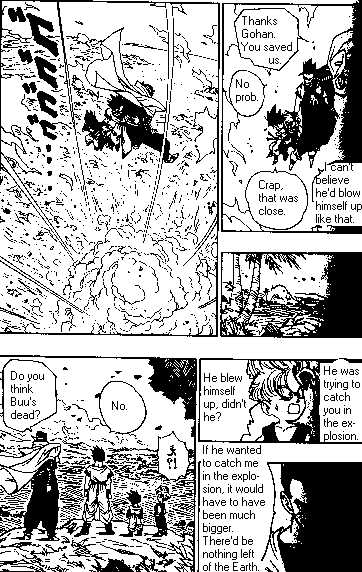 Thanks
Gohan.
You saved
us.
No
prob.
Crap,
that was
close.
I can't
believe
he'd blow
himself up
like that.
Do you
think
Buu's
dead?
No.
He blew
himself
up, didn't
he?
He was
trying to
catch
you in
the ex-
plosion.
If he wanted
to catch me
in the explo-
sion, it would
have to have
been much
bigger.
There'd be
nothing left
of the Earth.